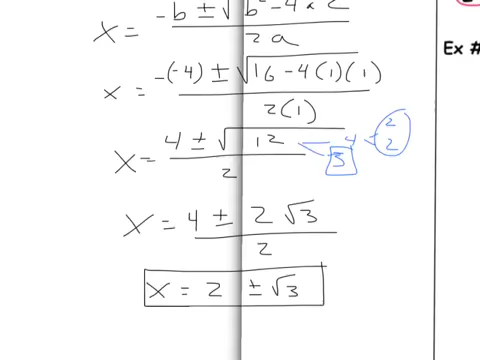 x = -b ± √b² - 4ac / 2a
x = -(-4) ± √16 - 4(1)(1) / 2(1)
x = 4 ± √12 / 2
4 2
3 2
x = 4 ± 2√3 / 2
x = 2 ± √3
Ex #